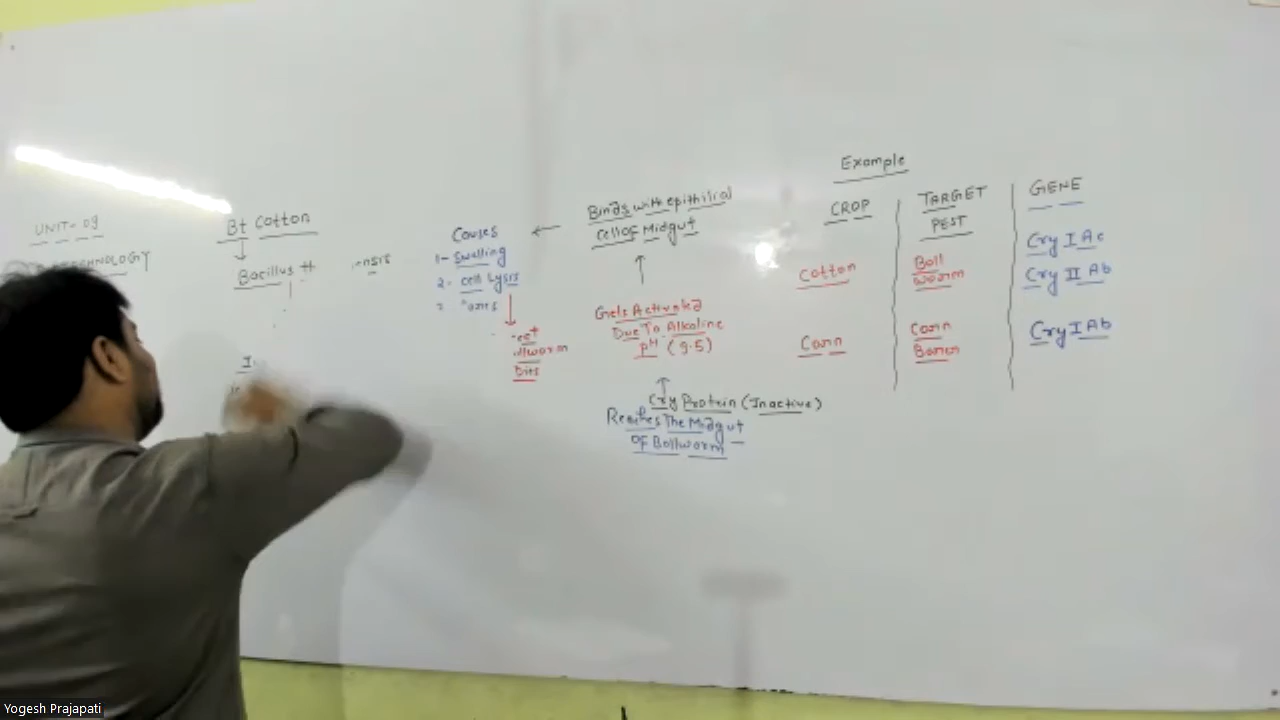 UNIT- 09
Bt Cotton
Bacillus
Causes
1- Swelling
2- cell Lysis
Dies
Binds with epithilial
Cell OF Midgut
Gets Activated
Due To Alkaline
pH (9.5)
Cry Protein (Inactive)
Reaches The Midgut
OF Bollworm
Example
CROP
TARGET
PEST
GENE
Cotton
Boll
worm
Cry I Ac
Cry II Ab
Corn
Corn
Borer
Cry I Ab
Yogesh Prajapati